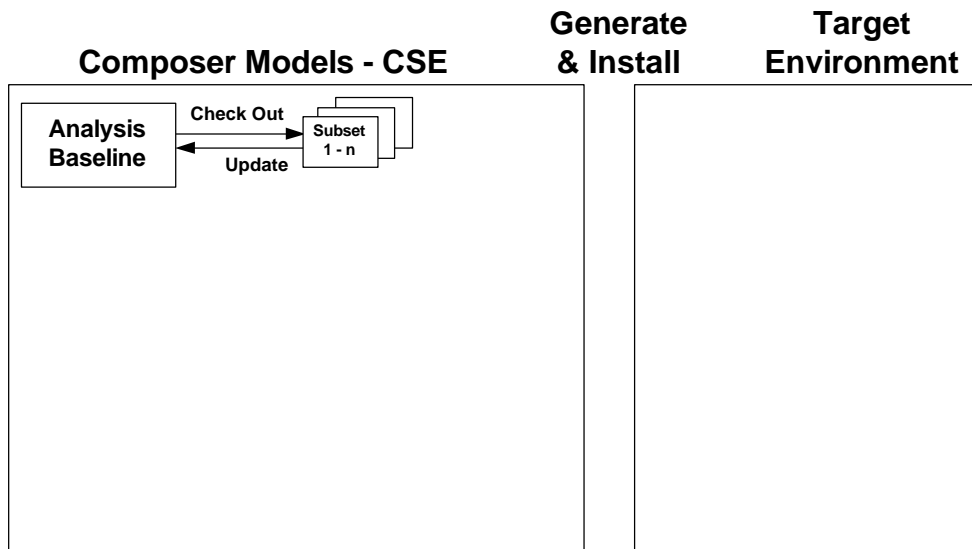 Generate
& Install
Target
Environment
Composer Models - CSE
Analysis
Baseline
Check Out
Update
Subset
1 - n